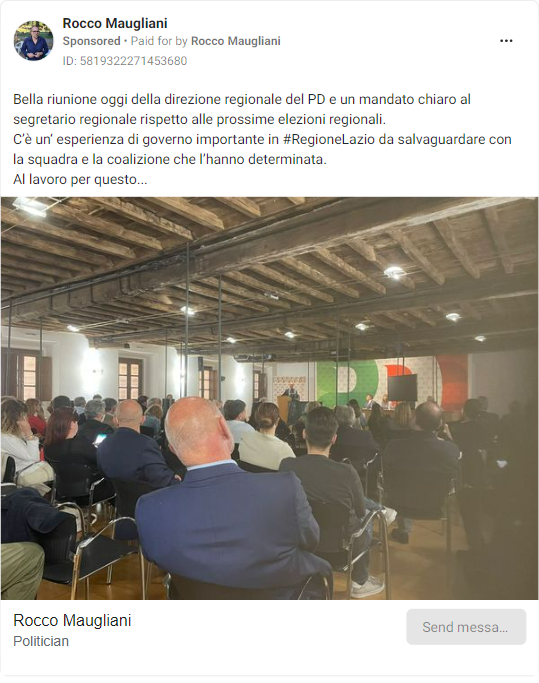 Rocco Maugliani
Sponsored • Paid for by Rocco Maugliani
ID: 5819322271453680
Bella riunione oggi della direzione regionale del PD e un mandato chiaro al
segretario regionale rispetto alle prossime elezioni regionali.
C'è un' esperienza di governo importante in #RegioneLazio da salvaguardare con
la squadra e la coalizione che l'hanno determinata.
Al lavoro per questo...
Rocco Maugliani
Politician
Send messa...